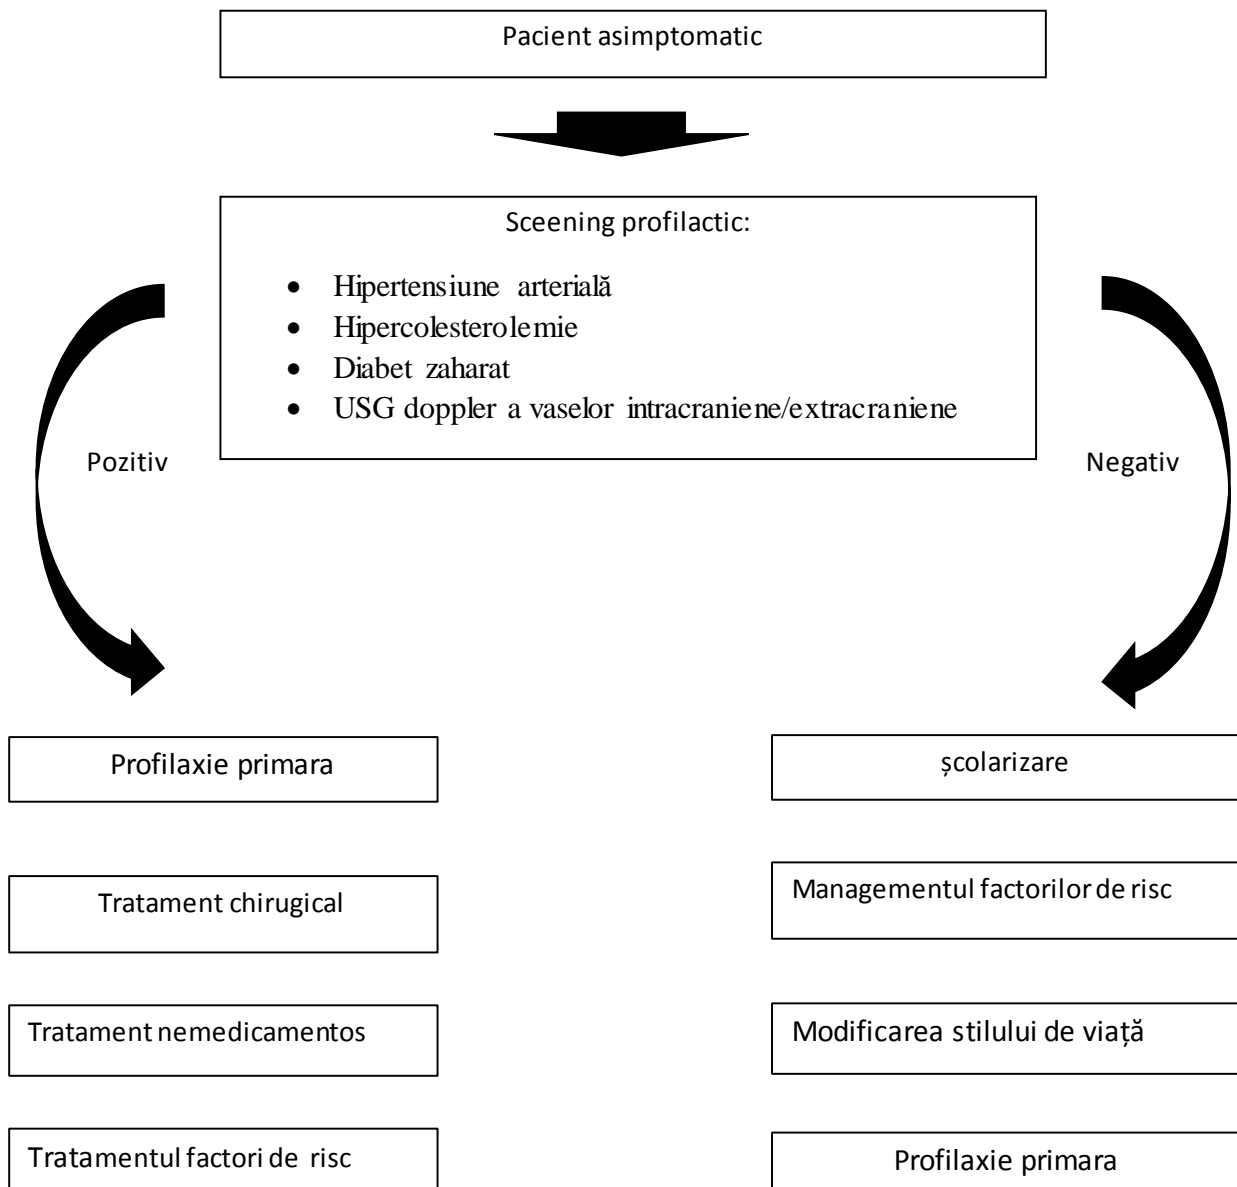 Pacient asimptomatic
Sceening profilactic:
• Hipertensiune arterială
• Hipercolesterolemie
• Diabet zaharat
• USG doppler a vaselor intracraniene/extracraniene
Pozitiv
Negativ
Profilaxie primara
școlarizare
Tratament chirugical
Managementul factorilor de risc
Tratament nemedicamentos
Modificarea stilului de viață
Tratamentul factori de risc
Profilaxie primara